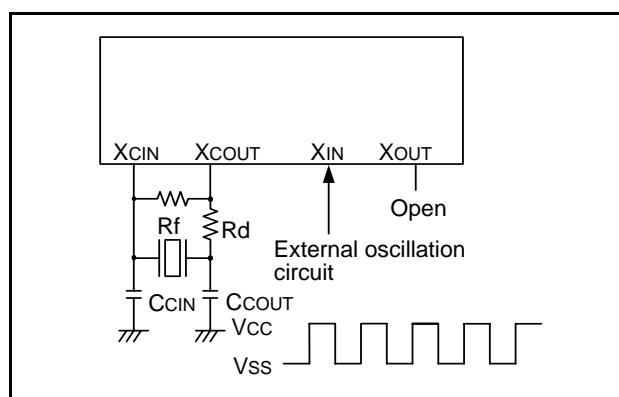 XCIN XCOUT XIN XOUT
Open
Rf
Rd
External oscillation
circuit
CCIN CCOUT
VCC
VSS